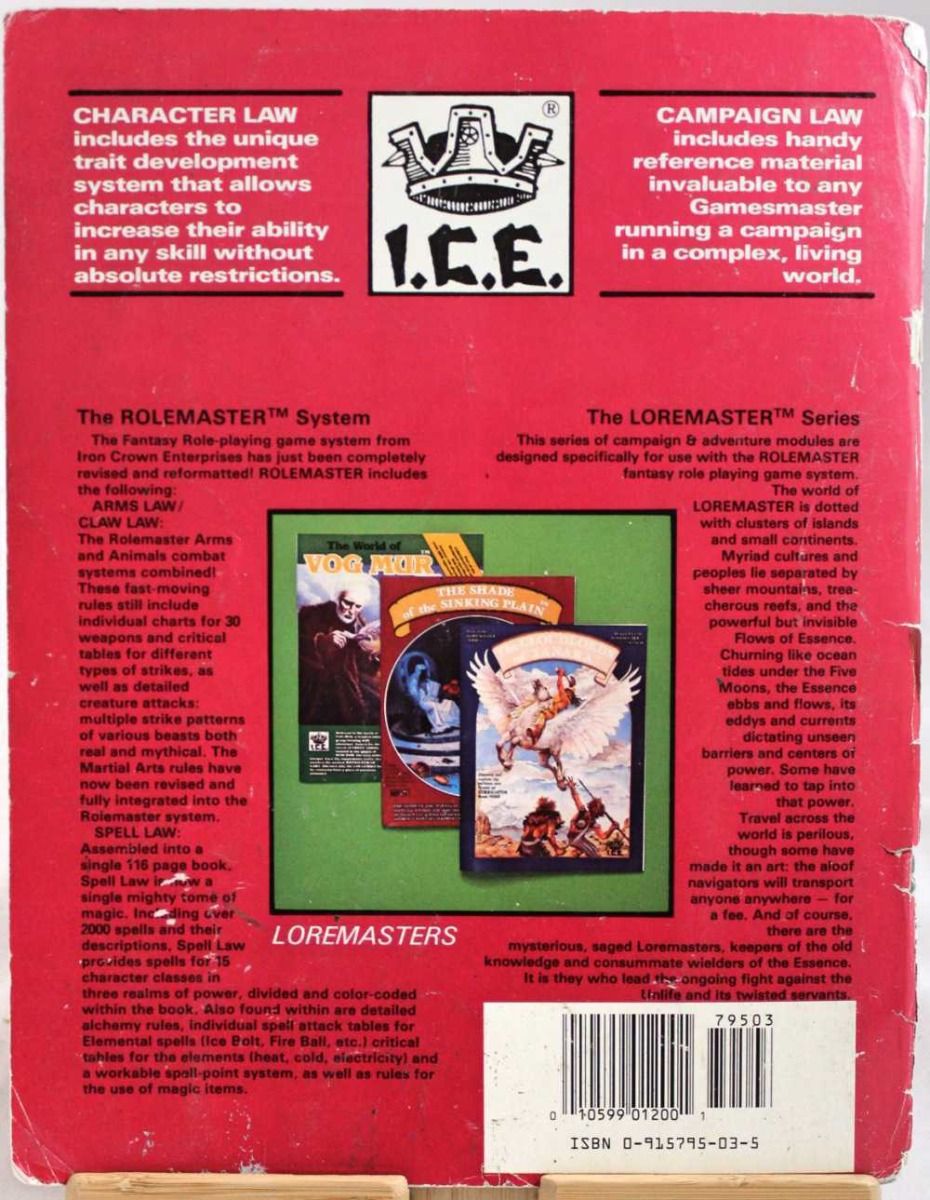 CHARACTER LAW
includes the unique
trait development
system that allows
characters to
increase their ability
in any skill without
absolute restrictions.
®
I.C.E.
CAMPAIGN LAW
includes handy
reference material
invaluable to any
Gamesmaster
running a campaign
in a complex, living
world.
The ROLEMASTER™ System
The Fantasy Role-playing game system from
Iron Crown Enterprises has just been completely
revised and reformatted! ROLEMASTER includes
the following:
ARMS LAW/
CLAW LAW:
The Rolemaster Arms
and Animals combat
systems combined!
These fast-moving
rules still include
individual charts for 30
weapons and critical
tables for different
types of strikes, as
well as detailed
creature attacks:
multiple strike patterns
of various beasts both
real and mythical. The
Martial Arts rules have
now been revised and
fully integrated into the
Rolemaster system.
SPELL LAW:
Assembled into a
single 116 page book,
Spell Law is now a
single mighty tome of
magic. Including over
2000 spells and their
descriptions, Spell Law
provides spells for 15
character classes in
three realms of power, divided and color-coded
within the book. Also found within are detailed
alchemy rules, individual spell attack tables for
Elemental spells (Ice Bolt, Fire Ball, etc.) critical
tables for the elements (heat, cold, electricity) and
a workable spell-point system, as well as rules for
the use of magic items.
The World of
VOG MUR™
THE SHADE
of the SINKING PLAIN
I.C.E.
LOREMASTERS
The LOREMASTER™ Series
This series of campaign & adventure modules are
designed specifically for use with the ROLEMASTER
fantasy role playing game system.
The world of
LOREMASTER is dotted
with clusters of islands
and small continents.
Myriad cultures and
peoples lie separated by
sheer mountains, trea-
cherous reefs, and the
powerful but invisible
Flows of Essence.
Churning like ocean
tides under the Five
Moons, the Essence
ebbs and flows, its
eddys and currents
dictating unseen
barriers and centers of
power. Some have
learned to tap into
that power.
Travel across the
world is perilous,
though some have
made it an art: the aloof
navigators will transport
anyone anywhere — for
a fee. And of course,
there are the
mysterious, saged Loremasters, keepers of the old
knowledge and consummate wielders of the Essence.
It is they who lead the ongoing fight against the
Unlife and its twisted servants.
79503
0 10599 01200 1
ISBN 0-915795-03-5